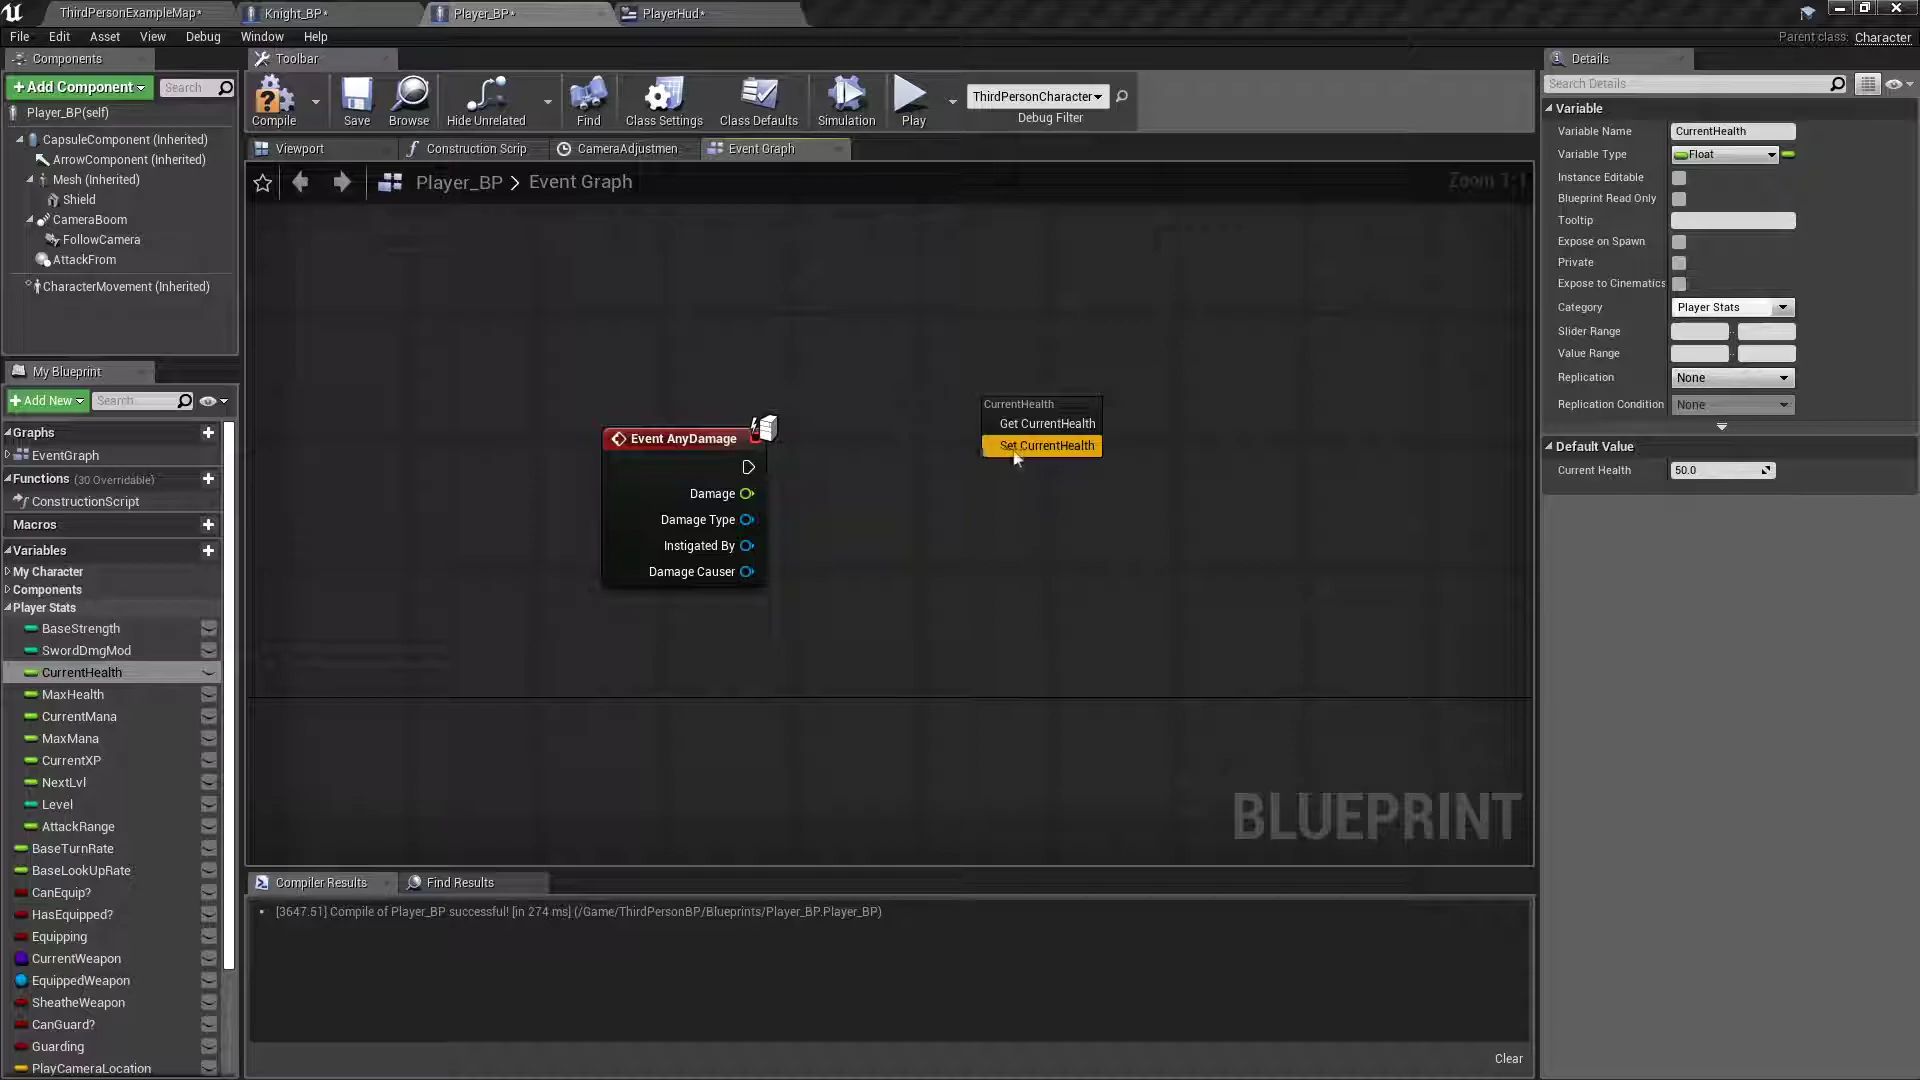 ThirdPersonExampleMap*
Knight_BP*
Player_BP*
PlayerHud*
File
Edit
Asset
View
Debug
Window
Help
Parent class: Character
Components
+Add Component
Search
Player_BP(self)
CapsuleComponent (Inherited)
ArrowComponent (Inherited)
Mesh (Inherited)
Shield
CameraBoom
FollowCamera
AttackFrom
CharacterMovement (Inherited)
My Blueprint
+Add New
Search
Graphs
EventGraph
Functions (30 Overridable)
ConstructionScript
Macros
Variables
My Character
Components
Player Stats
BaseStrength
SwordDmgMod
CurrentHealth
MaxHealth
CurrentMana
MaxMana
CurrentXP
NextLvl
Level
AttackRange
BaseTurnRate
BaseLookUpRate
CanEquip?
HasEquipped?
Equipping
CurrentWeapon
EquippedWeapon
SheatheWeapon
CanGuard?
Guarding
PlayCameraLocation
Toolbar
Compile
Save
Browse
Hide Unrelated
Find
Class Settings
Class Defaults
Simulation
Play
ThirdPersonCharacter
Debug Filter
Viewport
Construction Scrip
CameraAdjustmen
Event Graph
Player_BP > Event Graph
Zoom 1:1
Event AnyDamage
Damage
Damage Type
Instigated By
Damage Causer
CurrentHealth
Get CurrentHealth
Set CurrentHealth
BLUEPRINT
Compiler Results
Find Results
[3647.51] Compile of Player_BP successful! [in 274 ms] (/Game/ThirdPersonBP/Blueprints/Player_BP.Player_BP)
Clear
Details
Search Details
Variable
Variable Name CurrentHealth
Variable Type Float
Instance Editable
Blueprint Read Only
Tooltip
Expose on Spawn
Private
Expose to Cinematics
Category Player Stats
Slider Range
Value Range
Replication None
Replication Condition None
Default Value
Current Health 50.0